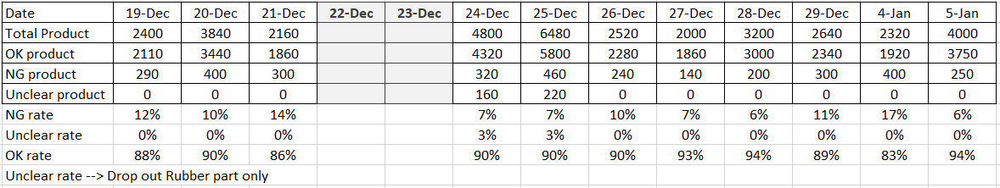 Date 19-Dec 20-Dec 21-Dec 22-Dec 23-Dec 24-Dec 25-Dec 26-Dec 27-Dec 28-Dec 29-Dec 4-Jan 5-Jan
Total Product 2400 3840 2160 4800 6480 2520 2000 3200 2640 2320 4000
OK product 2110 3440 1860 4320 5800 2280 1860 3000 2340 1920 3750
NG product 290 400 300 320 460 240 140 200 300 400 250
Unclear product 0 0 0 160 220 0 0 0 0 0 0
NG rate 12% 10% 14% 7% 7% 10% 7% 6% 11% 17% 6%
Unclear rate 0% 0% 0% 3% 3% 0% 0% 0% 0% 0% 0%
OK rate 88% 90% 86% 90% 90% 90% 93% 94% 89% 83% 94%
Unclear rate --> Drop out Rubber part only